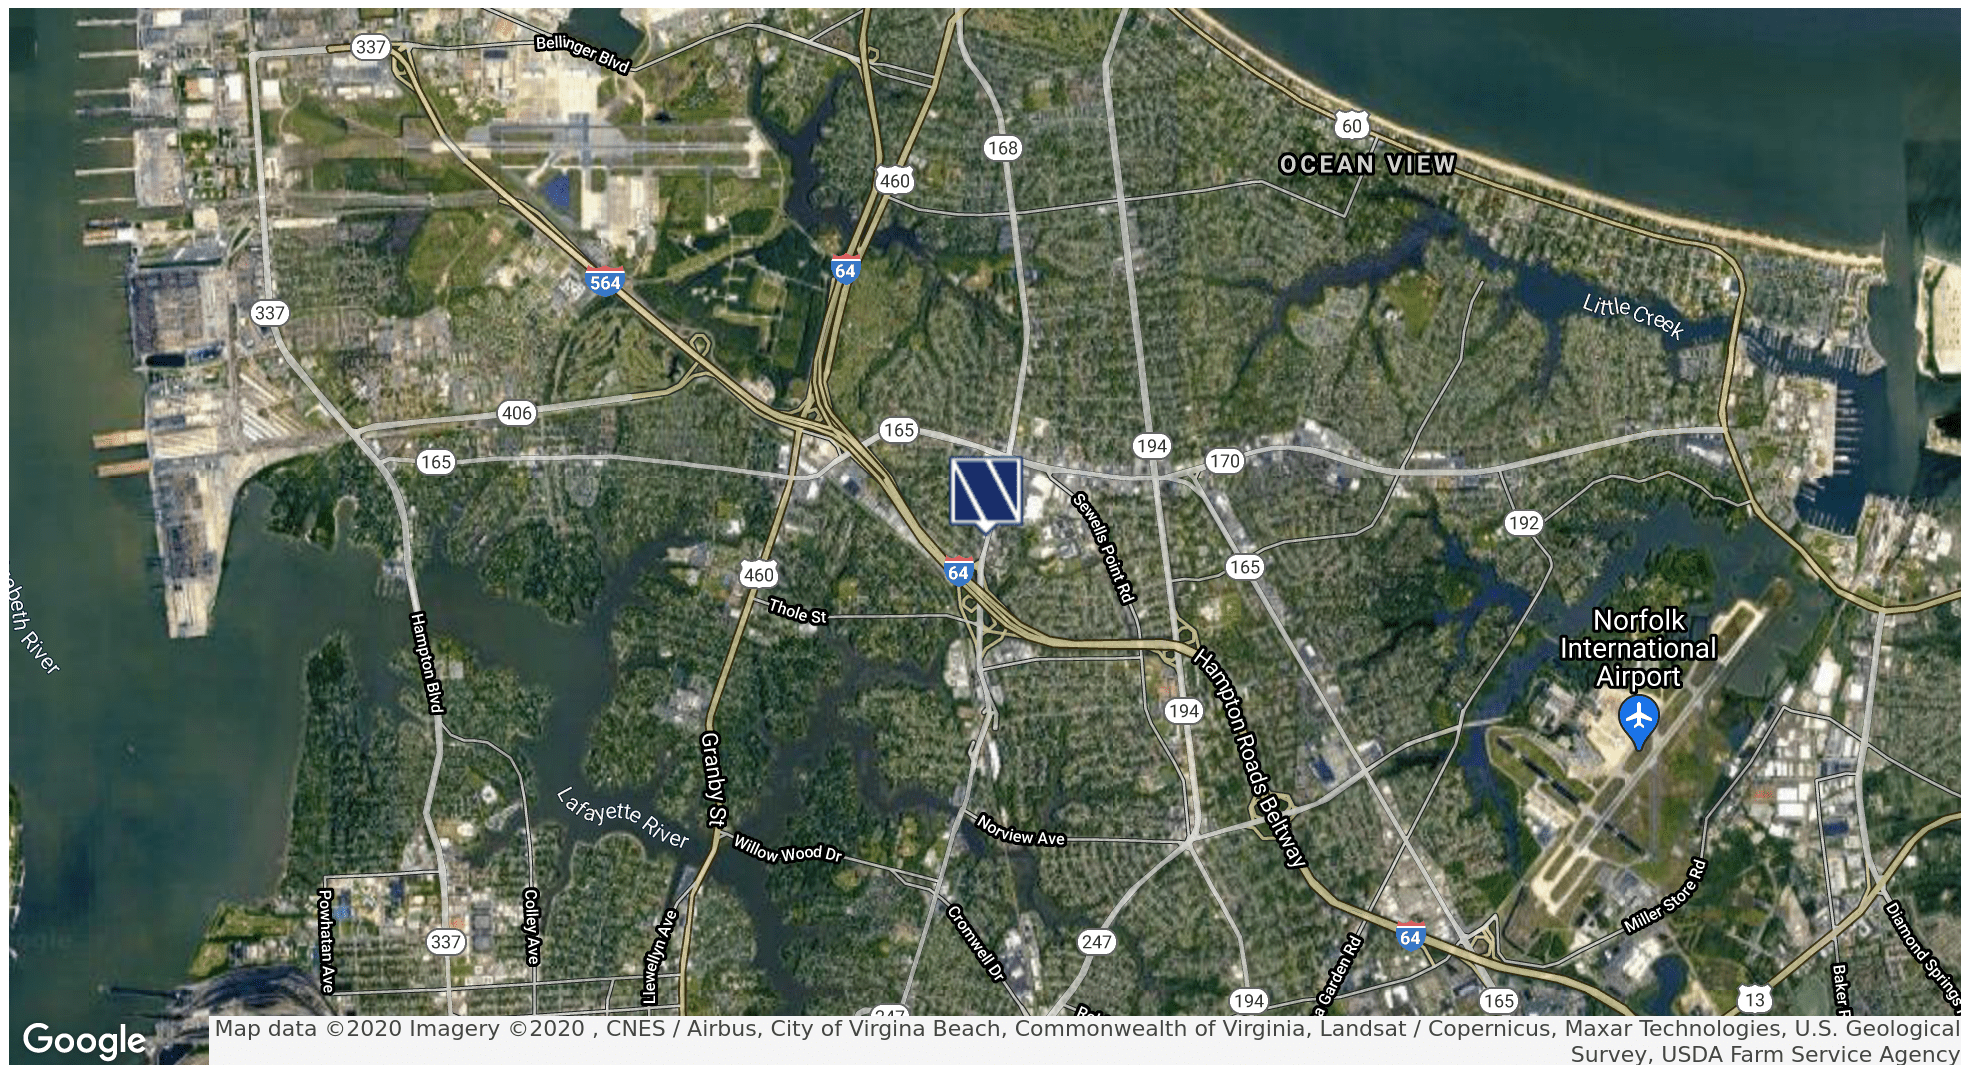 337
Bellinger Blvd
60
168
OCEAN VIEW
460
64
564
337
Little Creek
406
165
165
194
170
Sewells Point Rd
192
64
460
165
Thole St
Hampton Blvd
Norfolk
International
Airport
River
Hampton Roads Beltway
194
Granby St
Lafayette River
Norview Ave
Willow Wood Dr
Miller Store Rd
Powhatan Ave
Colley Ave
Llewellyn Ave
Cromwell Dr
337
247
64
Garden Rd
Diamond Springs
Baker
194
165
13
247
Google
Map data ©2020 Imagery ©2020 , CNES / Airbus, City of Virgina Beach, Commonwealth of Virginia, Landsat / Copernicus, Maxar Technologies, U.S. Geological
Survey, USDA Farm Service Agency